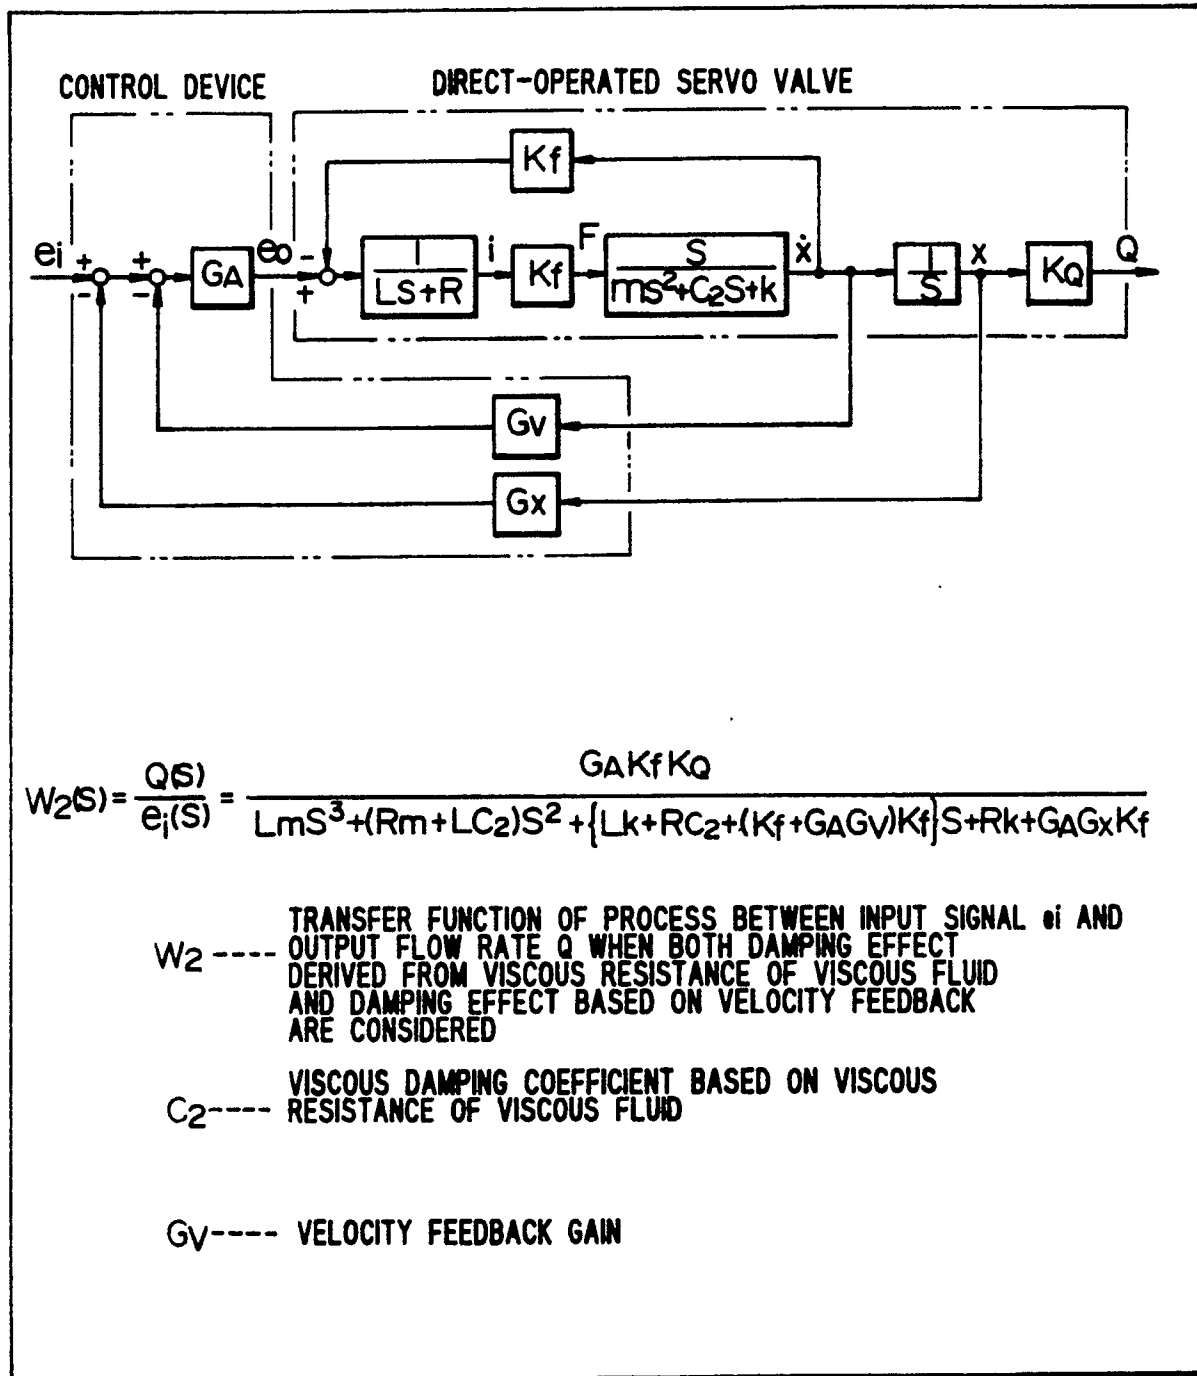 CONTROL DEVICE
DIRECT-OPERATED SERVO VALVE
Kf
ei + - + - GA eo - + 1/(LS+R) i Kf F S/(mS²+C2S+k) ẋ 1/S x KQ Q
Gv
Gx
W2(S) = Q(S)/ei(S) = GAKfKQ/(LmS³+(Rm+LC2)S²+{Lk+RC2+(Kf+GAGV)Kf}S+Rk+GAGXKf)
W2 ---- TRANSFER FUNCTION OF PROCESS BETWEEN INPUT SIGNAL ei AND
OUTPUT FLOW RATE Q WHEN BOTH DAMPING EFFECT
DERIVED FROM VISCOUS RESISTANCE OF VISCOUS FLUID
AND DAMPING EFFECT BASED ON VELOCITY FEEDBACK
ARE CONSIDERED
C2---- VISCOUS DAMPING COEFFICIENT BASED ON VISCOUS
RESISTANCE OF VISCOUS FLUID
GV---- VELOCITY FEEDBACK GAIN